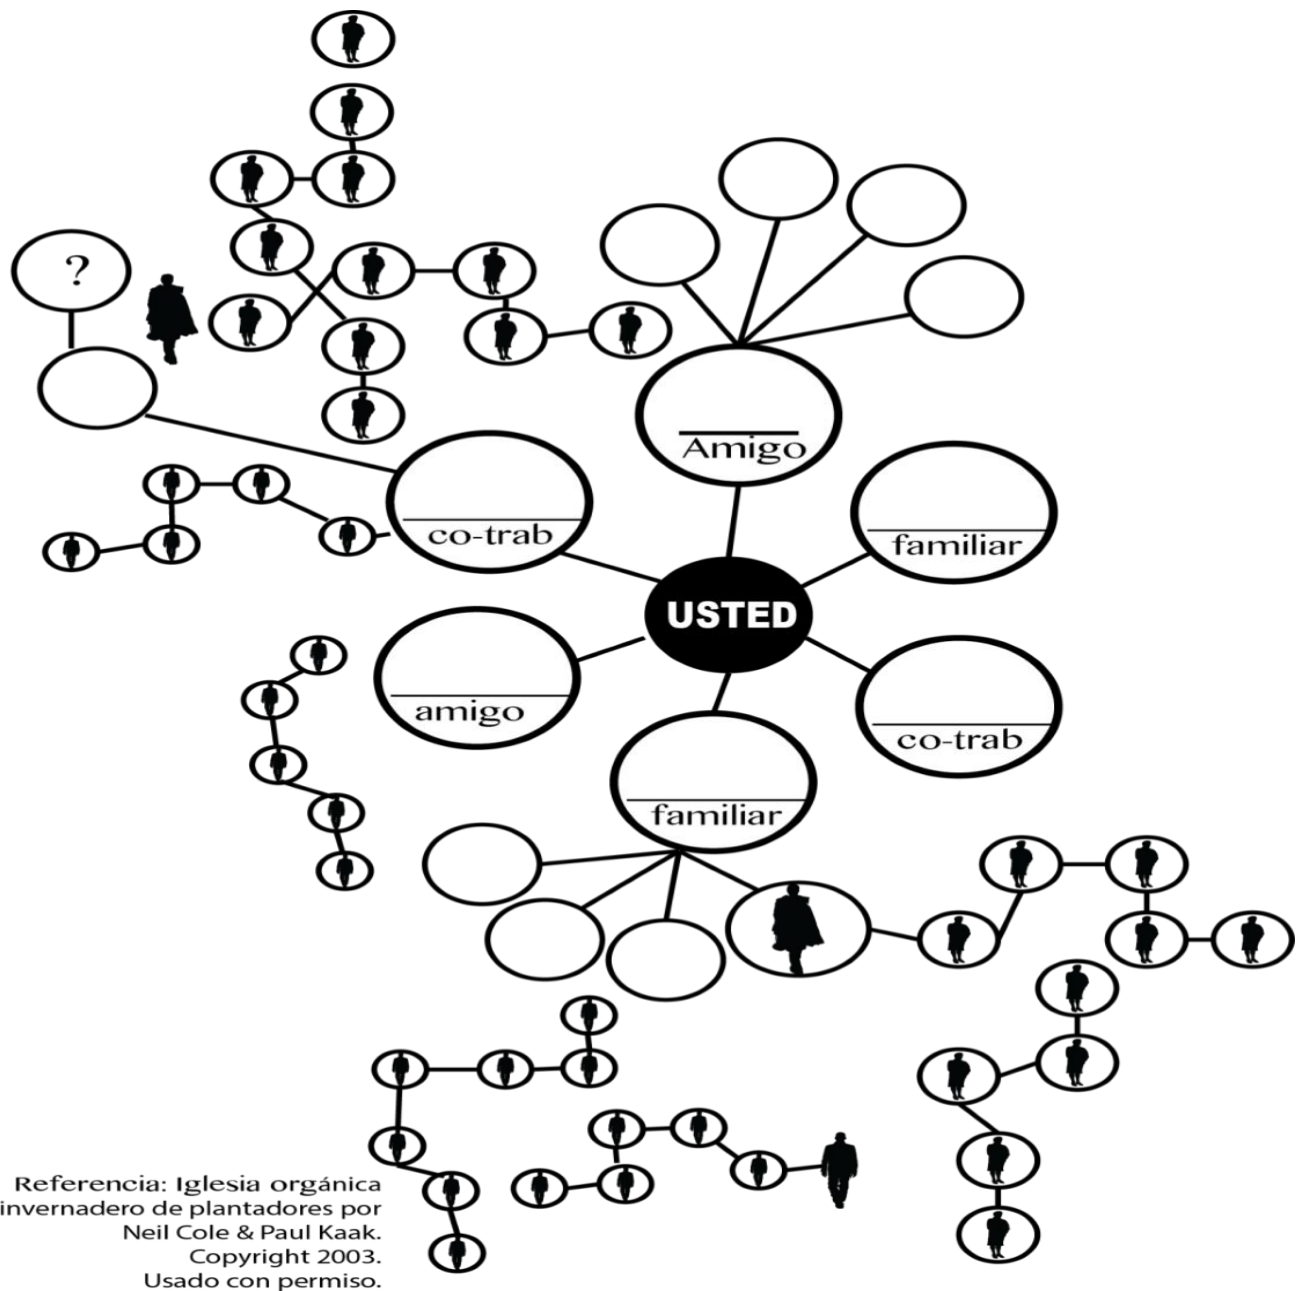 ?
Amigo
co-trab
familiar
USTED
amigo
co-trab
familiar
Referencia: Iglesia orgánica
invernadero de plantadores por
Neil Cole & Paul Kaak.
Copyright 2003.
Usado con permiso.